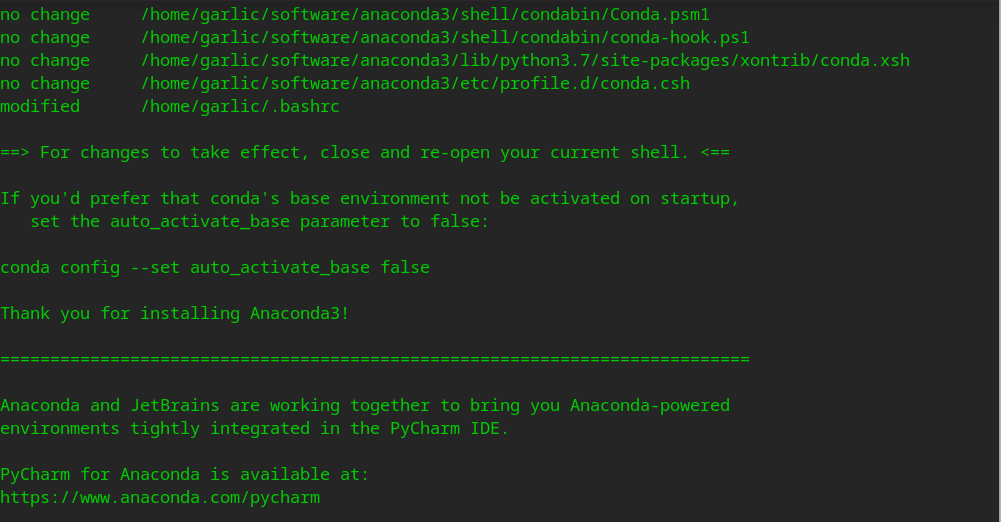 no change     /home/garlic/software/anaconda3/shell/condabin/Conda.psm1
no change     /home/garlic/software/anaconda3/shell/condabin/conda-hook.ps1
no change     /home/garlic/software/anaconda3/lib/python3.7/site-packages/xontrib/conda.xsh
no change     /home/garlic/software/anaconda3/etc/profile.d/conda.csh
modified      /home/garlic/.bashrc

==> For changes to take effect, close and re-open your current shell. <==

If you'd prefer that conda's base environment not be activated on startup,
   set the auto_activate_base parameter to false:

conda config --set auto_activate_base false

Thank you for installing Anaconda3!

===========================================================================

Anaconda and JetBrains are working together to bring you Anaconda-powered
environments tightly integrated in the PyCharm IDE.

PyCharm for Anaconda is available at:
https://www.anaconda.com/pycharm